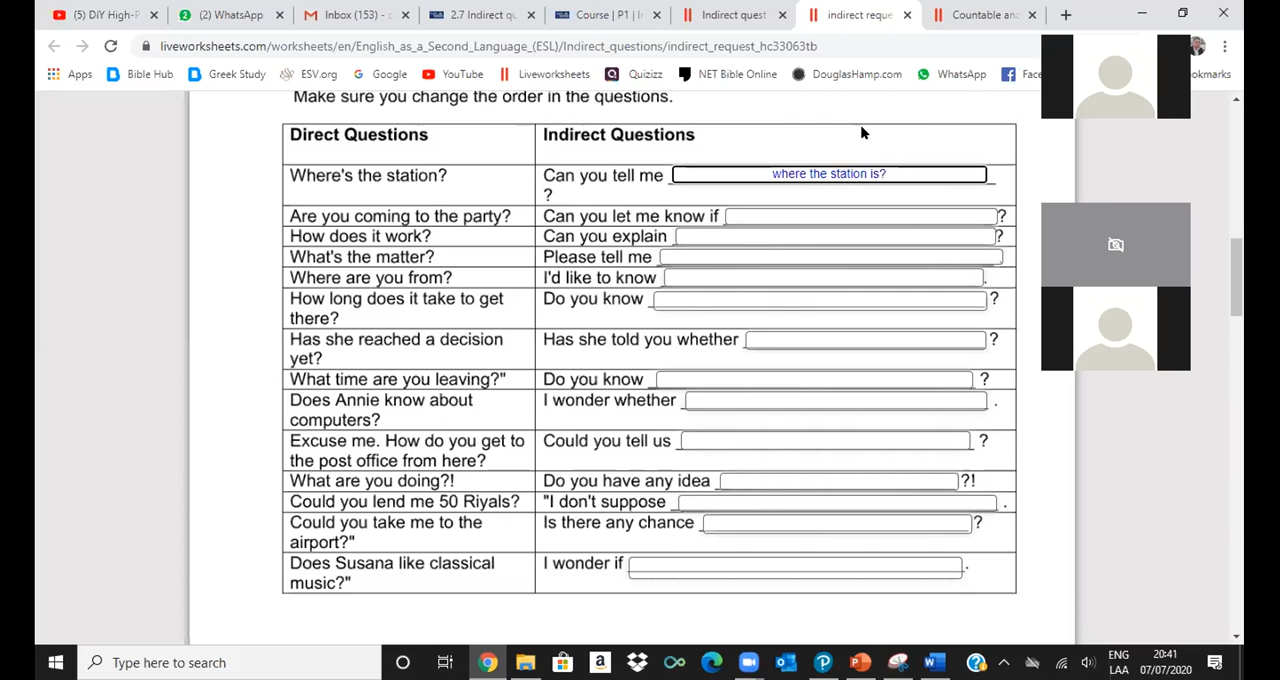 (5) DiY High-P
(2) WhatsApp
Inbox (153) -
2.7 Indirect qu
Course | P1 | In
Indirect quest
indirect reque
Countable an
liveworksheets.com/worksheets/en/English_as_a_Second_Language_(ESL)/Indirect_questions/indirect_request_hc33063tb
Apps
Bible Hub
Greek Study
ESV.org
Google
YouTube
Liveworksheets
Quizizz
NET Bible Online
DouglasHamp.com
WhatsApp
Face
okmarks
Make sure you change the order in the questions.
Direct Questions
Indirect Questions
Where's the station?
Can you tell me where the station is?
?
Are you coming to the party?
Can you let me know if ?
How does it work?
Can you explain ?
What's the matter?
Please tell me .
Where are you from?
I'd like to know .
How long does it take to get
there?
Do you know ?
Has she reached a decision
yet?
Has she told you whether ?
What time are you leaving?"
Do you know ?
Does Annie know about
computers?
I wonder whether .
Excuse me. How do you get to
the post office from here?
Could you tell us ?
What are you doing?!
Do you have any idea ?!
Could you lend me 50 Riyals?
"I don't suppose .
Could you take me to the
airport?"
Is there any chance ?
Does Susana like classical
music?"
I wonder if .
Type here to search
ENG
LAA
20:41
07/07/2020